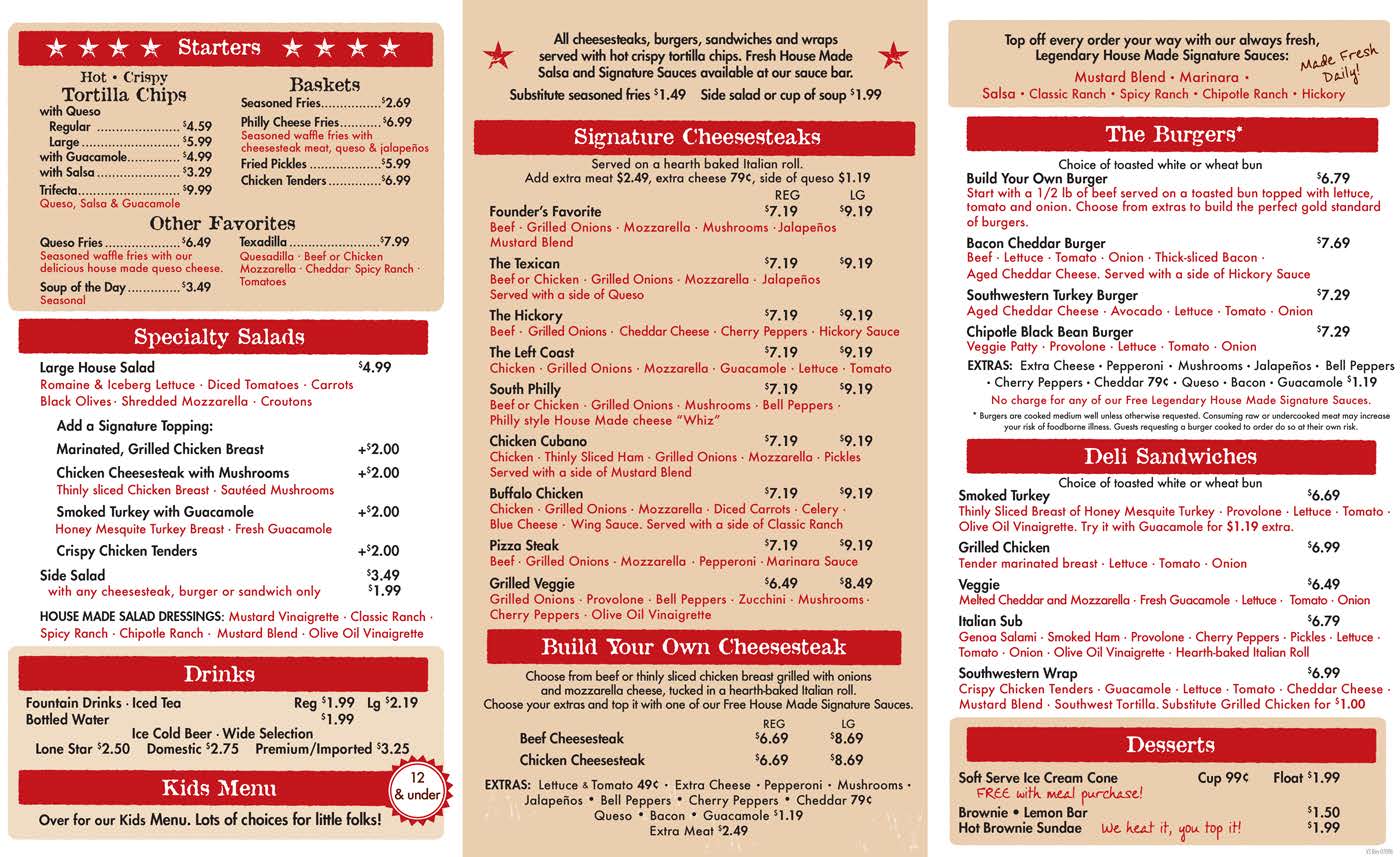 Starters
Hot • Crispy
Tortilla Chips
with Queso
Regular ...................... $4.59
Large .......................... $5.99
with Guacamole............. $4.99
with Salsa ..................... $3.29
Trifecta........................... $9.99
Queso, Salsa & Guacamole
Baskets
Seasoned Fries............... $2.69
Philly Cheese Fries.......... $6.99
Seasoned waffle fries with
cheesesteak meat, queso & jalapeños
Fried Pickles .................. $5.99
Chicken Tenders ............. $6.99
Other Favorites
Queso Fries ................... $6.49
Seasoned waffle fries with our
delicious house made queso cheese.
Soup of the Day ............. $3.49
Seasonal
Texadilla ....................... $7.99
Quesadilla · Beef or Chicken
Mozzarella · Cheddar· Spicy Ranch ·
Tomatoes
Specialty Salads
Large House Salad $4.99
Romaine & Iceberg Lettuce · Diced Tomatoes · Carrots
Black Olives · Shredded Mozzarella · Croutons
Add a Signature Topping:
Marinated, Grilled Chicken Breast +$2.00
Chicken Cheesesteak with Mushrooms +$2.00
Thinly sliced Chicken Breast · Sautéed Mushrooms
Smoked Turkey with Guacamole +$2.00
Honey Mesquite Turkey Breast · Fresh Guacamole
Crispy Chicken Tenders +$2.00
Side Salad $3.49
with any cheesesteak, burger or sandwich only $1.99
HOUSE MADE SALAD DRESSINGS: Mustard Vinaigrette · Classic Ranch ·
Spicy Ranch · Chipotle Ranch · Mustard Blend · Olive Oil Vinaigrette
Drinks
Fountain Drinks · Iced Tea Reg $1.99 Lg $2.19
Bottled Water $1.99
Ice Cold Beer · Wide Selection
Lone Star $2.50 Domestic $2.75 Premium/Imported $3.25
Kids Menu
12
& under
Over for our Kids Menu. Lots of choices for little folks!
All cheesesteaks, burgers, sandwiches and wraps
served with hot crispy tortilla chips. Fresh House Made
Salsa and Signature Sauces available at our sauce bar.
Substitute seasoned fries $1.49 Side salad or cup of soup $1.99
Signature Cheesesteaks
Served on a hearth baked Italian roll.
Add extra meat $2.49, extra cheese 79¢, side of queso $1.19
REG LG
Founder's Favorite $7.19 $9.19
Beef · Grilled Onions · Mozzarella · Mushrooms · Jalapeños
Mustard Blend
The Texican $7.19 $9.19
Beef or Chicken · Grilled Onions · Mozzarella · Jalapeños
Served with a side of Queso
The Hickory $7.19 $9.19
Beef · Grilled Onions · Cheddar Cheese · Cherry Peppers · Hickory Sauce
The Left Coast $7.19 $9.19
Chicken · Grilled Onions · Mozzarella · Guacamole · Lettuce · Tomato
South Philly $7.19 $9.19
Beef or Chicken · Grilled Onions · Mushrooms · Bell Peppers ·
Philly style House Made cheese "Whiz"
Chicken Cubano $7.19 $9.19
Chicken · Thinly Sliced Ham · Grilled Onions · Mozzarella · Pickles
Served with a side of Mustard Blend
Buffalo Chicken $7.19 $9.19
Chicken · Grilled Onions · Mozzarella · Diced Carrots · Celery ·
Blue Cheese · Wing Sauce. Served with a side of Classic Ranch
Pizza Steak $7.19 $9.19
Beef · Grilled Onions · Mozzarella · Pepperoni · Marinara Sauce
Grilled Veggie $6.49 $8.49
Grilled Onions · Provolone · Bell Peppers · Zucchini · Mushrooms ·
Cherry Peppers · Olive Oil Vinaigrette
Build Your Own Cheesesteak
Choose from beef or thinly sliced chicken breast grilled with onions
and mozzarella cheese, tucked in a hearth-baked Italian roll.
Choose your extras and top it with one of our Free House Made Signature Sauces.
REG LG
Beef Cheesesteak $6.69 $8.69
Chicken Cheesesteak $6.69 $8.69
EXTRAS: Lettuce & Tomato 49¢ · Extra Cheese · Pepperoni · Mushrooms ·
Jalapeños • Bell Peppers • Cherry Peppers • Cheddar 79¢
Queso • Bacon • Guacamole $1.19
Extra Meat $2.49
Top off every order your way with our always fresh,
Legendary House Made Signature Sauces:
Made Fresh
Daily!
Mustard Blend • Marinara •
Salsa • Classic Ranch • Spicy Ranch • Chipotle Ranch • Hickory
The Burgers*
Choice of toasted white or wheat bun
Build Your Own Burger $6.79
Start with a 1/2 lb of beef served on a toasted bun topped with lettuce,
tomato and onion. Choose from extras to build the perfect gold standard
of burgers.
Bacon Cheddar Burger $7.69
Beef · Lettuce · Tomato · Onion · Thick-sliced Bacon ·
Aged Cheddar Cheese. Served with a side of Hickory Sauce
Southwestern Turkey Burger $7.29
Aged Cheddar Cheese · Avocado · Lettuce · Tomato · Onion
Chipotle Black Bean Burger $7.29
Veggie Patty · Provolone · Lettuce · Tomato · Onion
EXTRAS: Extra Cheese • Pepperoni • Mushrooms • Jalapeños • Bell Peppers
• Cherry Peppers • Cheddar 79¢ • Queso • Bacon • Guacamole $1.19
No charge for any of our Free Legendary House Made Signature Sauces.
* Burgers are cooked medium well unless otherwise requested. Consuming raw or undercooked meat may increase
your risk of foodborne illness. Guests requesting a burger cooked to order do so at their own risk.
Deli Sandwiches
Choice of toasted white or wheat bun
Smoked Turkey $6.69
Thinly Sliced Breast of Honey Mesquite Turkey · Provolone · Lettuce · Tomato ·
Olive Oil Vinaigrette. Try it with Guacamole for $1.19 extra.
Grilled Chicken $6.99
Tender marinated breast · Lettuce · Tomato · Onion
Veggie $6.49
Melted Cheddar and Mozzarella · Fresh Guacamole · Lettuce · Tomato · Onion
Italian Sub $6.79
Genoa Salami · Smoked Ham · Provolone · Cherry Peppers · Pickles · Lettuce ·
Tomato · Onion · Olive Oil Vinaigrette · Hearth-baked Italian Roll
Southwestern Wrap $6.99
Crispy Chicken Tenders · Guacamole · Lettuce · Tomato · Cheddar Cheese ·
Mustard Blend · Southwest Tortilla. Substitute Grilled Chicken for $1.00
Desserts
Soft Serve Ice Cream Cone Cup 99¢ Float $1.99
FREE with meal purchase!
Brownie • Lemon Bar $1.50
Hot Brownie Sundae We heat it, you top it! $1.99